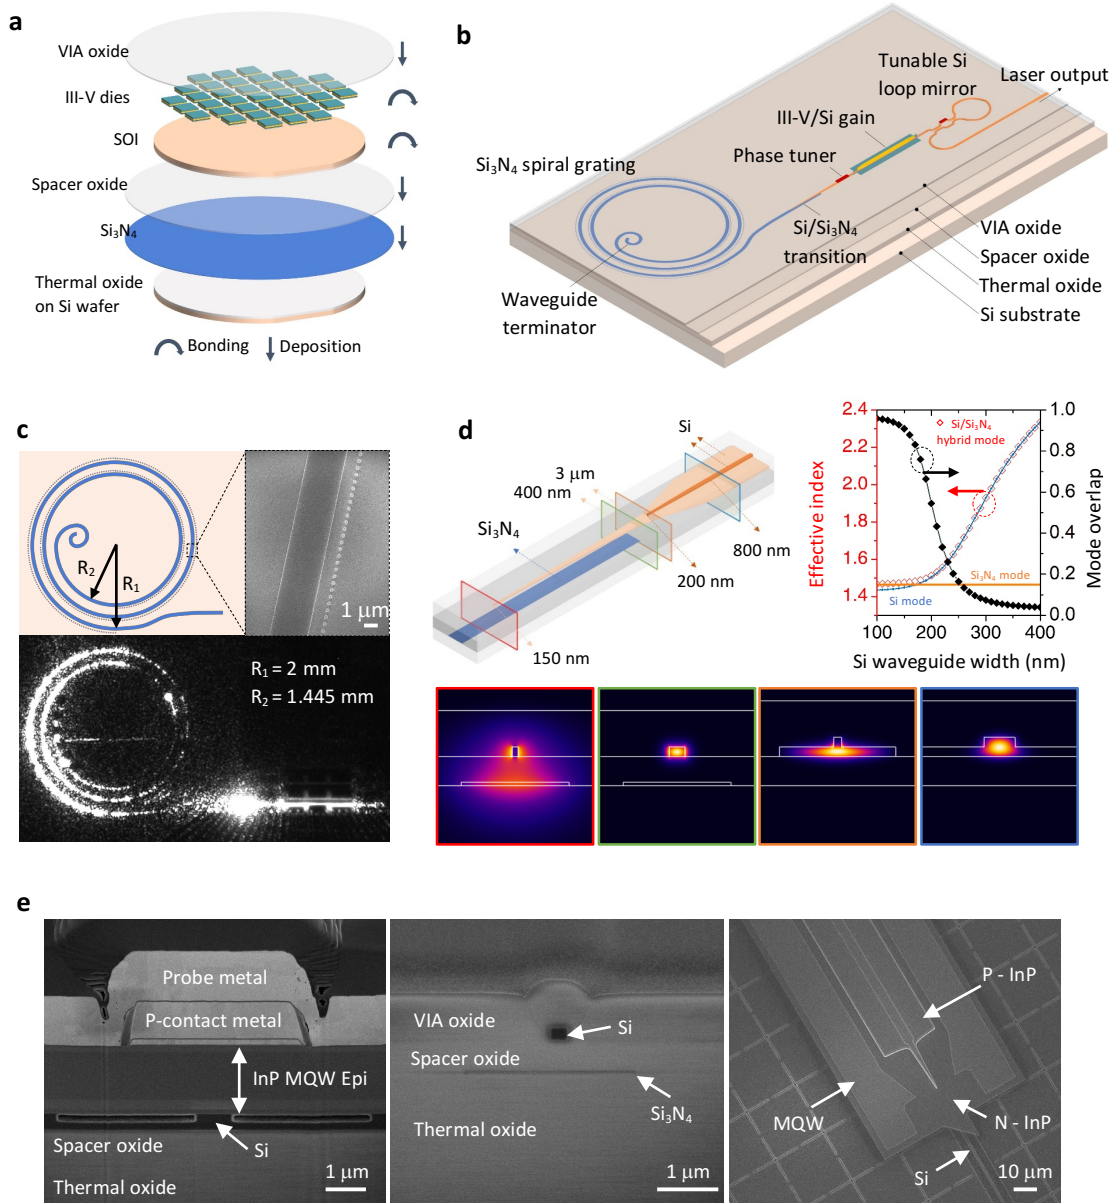 a
VIA oxide
III-V dies
SOI
Spacer oxide
Si₃N₄
Thermal oxide
on Si wafer
Bonding
Deposition
b
Tunable Si
loop mirror
Laser output
III-V/Si gain
Phase tuner
Si₃N₄ spiral grating
Si/Si₃N₄
transition
Waveguide
terminator
VIA oxide
Spacer oxide
Thermal oxide
Si substrate
c
R₂
R₁
1 μm
R₁ = 2 mm
R₂ = 1.445 mm
d
Si
3 μm
400 nm
Si₃N₄
800 nm
200 nm
150 nm
Effective index
2.4
2.2
2.0
1.8
1.6
1.4
Si/Si₃N₄
hybrid mode
Si₃N₄ mode
Si mode
1.0
0.8
0.6
0.4
0.2
0.0
Mode overlap
100
200
300
400
Si waveguide width (nm)
e
Probe metal
P-contact metal
InP MQW Epi
Si
Spacer oxide
Thermal oxide
1 μm
VIA oxide
Si
Spacer oxide
Si₃N₄
Thermal oxide
1 μm
P - InP
MQW
N - InP
Si
10 μm